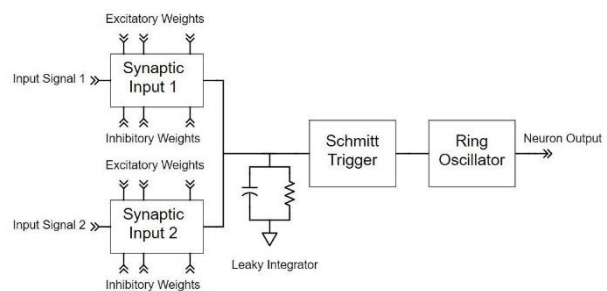 Excitatory Weights
Input Signal 1
Synaptic
Input 1
Inhibitory Weights
Excitatory Weights
Input Signal 2
Synaptic
Input 2
Inhibitory Weights
Leaky Integrator
Schmitt
Trigger
Ring
Oscillator
Neuron Output